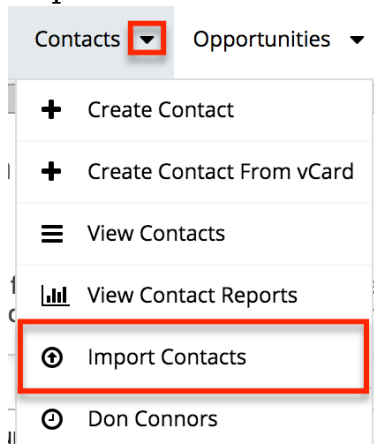 Contacts Opportunities
Create Contact
Create Contact From vCard
View Contacts
View Contact Reports
Import Contacts
Don Connors